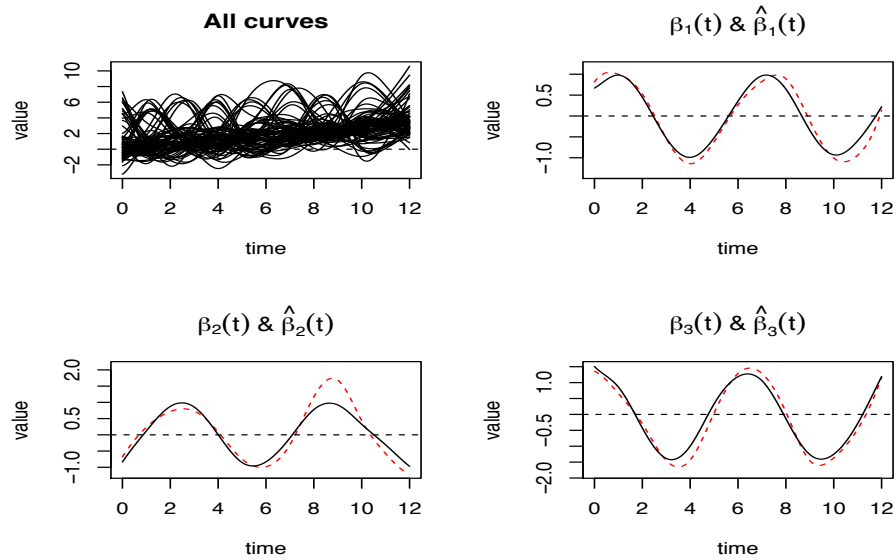 All curves
value
10
6
2
−2
0 2 4 6 8 10 12
time
β₁(t) & β̂₁(t)
value
0.5
−1.0
0 2 4 6 8 10 12
time
β₂(t) & β̂₂(t)
value
2.0
0.5
−1.0
0 2 4 6 8 10 12
time
β₃(t) & β̂₃(t)
value
1.0
−0.5
−2.0
0 2 4 6 8 10 12
time